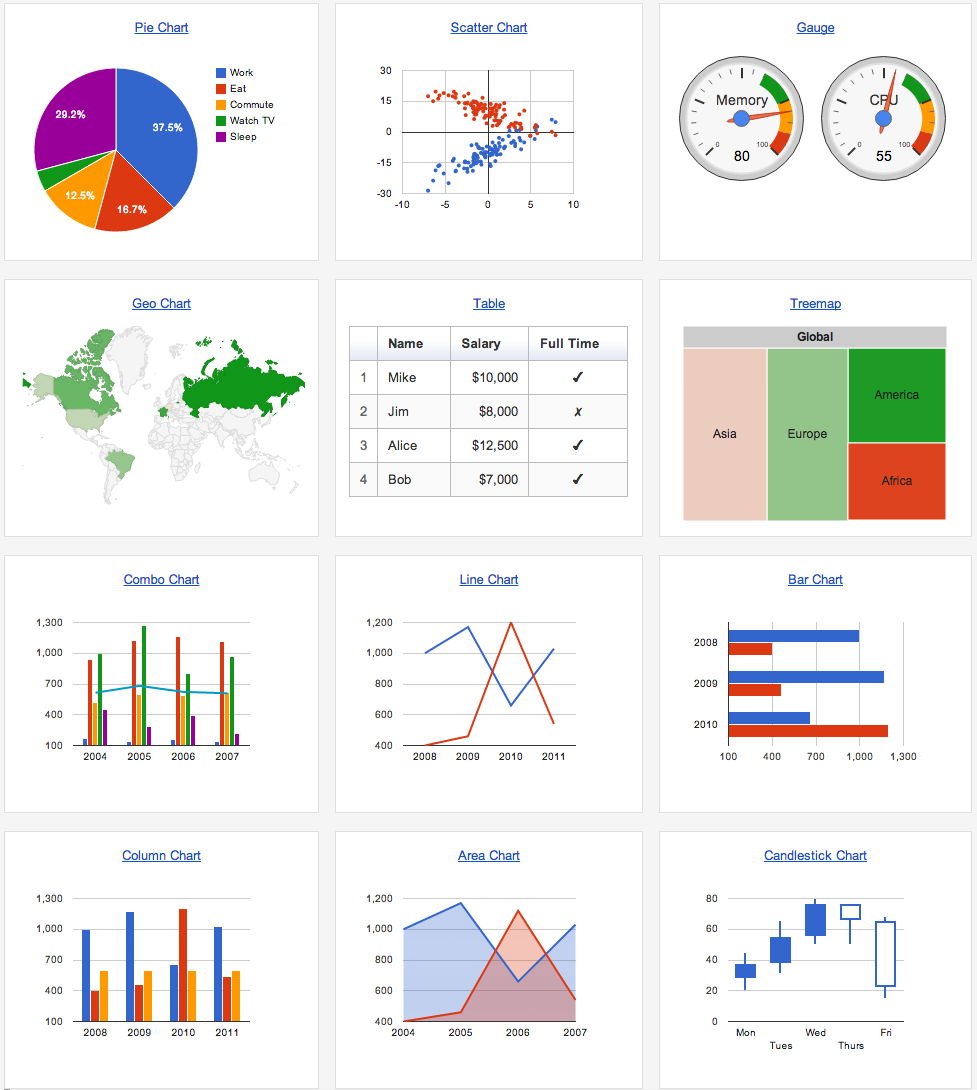 Pie Chart
Work
Eat
Commute
Watch TV
Sleep
29.2%
37.5%
12.5%
16.7%
Scatter Chart
30
15
0
-15
-30
-10 -5 0 5 10
Gauge
Memory
0 100
80
CPU
0 100
55
Geo Chart
Table
Name Salary Full Time
1 Mike $10,000 ✔
2 Jim $8,000 ✗
3 Alice $12,500 ✔
4 Bob $7,000 ✔
Treemap
Global
Asia
Europe
America
Africa
Combo Chart
1,300
1,000
700
400
100
2004 2005 2006 2007
Line Chart
1,200
1,000
800
600
400
2008 2009 2010 2011
Bar Chart
2008
2009
2010
100 400 700 1,000 1,300
Column Chart
1,300
1,000
700
400
100
2008 2009 2010 2011
Area Chart
1,200
1,000
800
600
400
2004 2005 2006 2007
Candlestick Chart
80
60
40
20
0
Mon Wed Fri
Tues Thurs